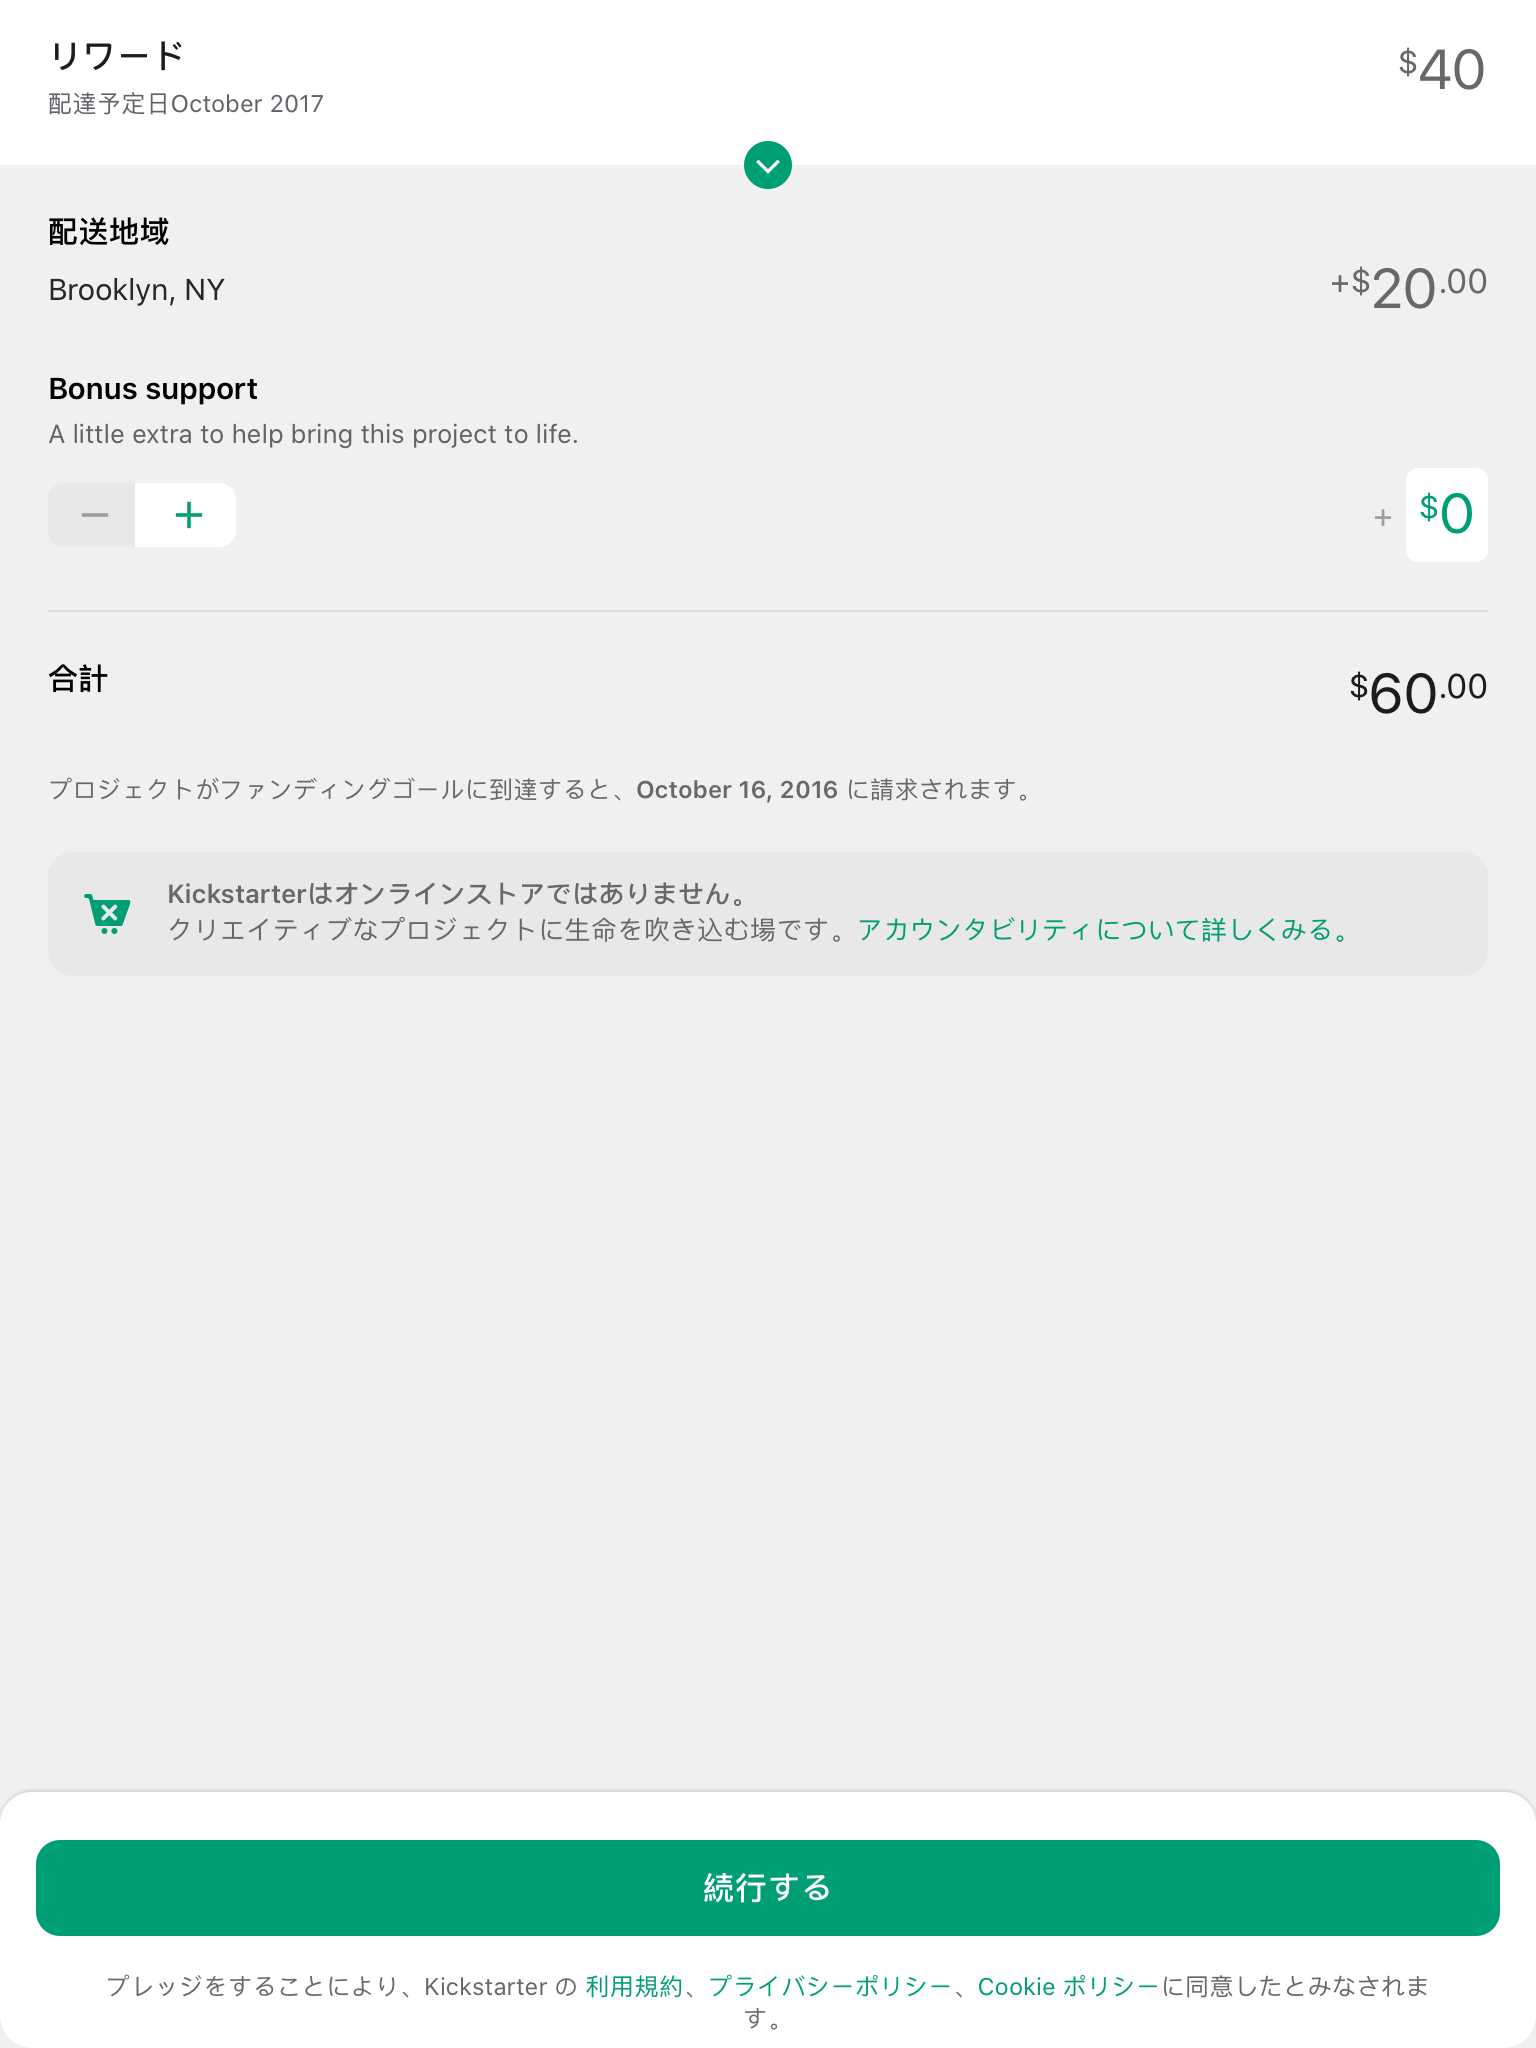 リワード
$40
配達予定日October 2017
配送地域
Brooklyn, NY
+$20.00
Bonus support
A little extra to help bring this project to life.
+ $0
合計
$60.00
プロジェクトがファンディングゴールに到達すると、October 16, 2016 に請求されます。
Kickstarterはオンラインストアではありません。
クリエイティブなプロジェクトに生命を吹き込む場です。アカウンタビリティについて詳しくみる。
続行する
プレッジをすることにより、Kickstarter の 利用規約、プライバシーポリシー、Cookie ポリシーに同意したとみなされま
す。